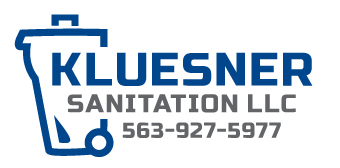 KLUESNER
SANITATION LLC
563-927-5977